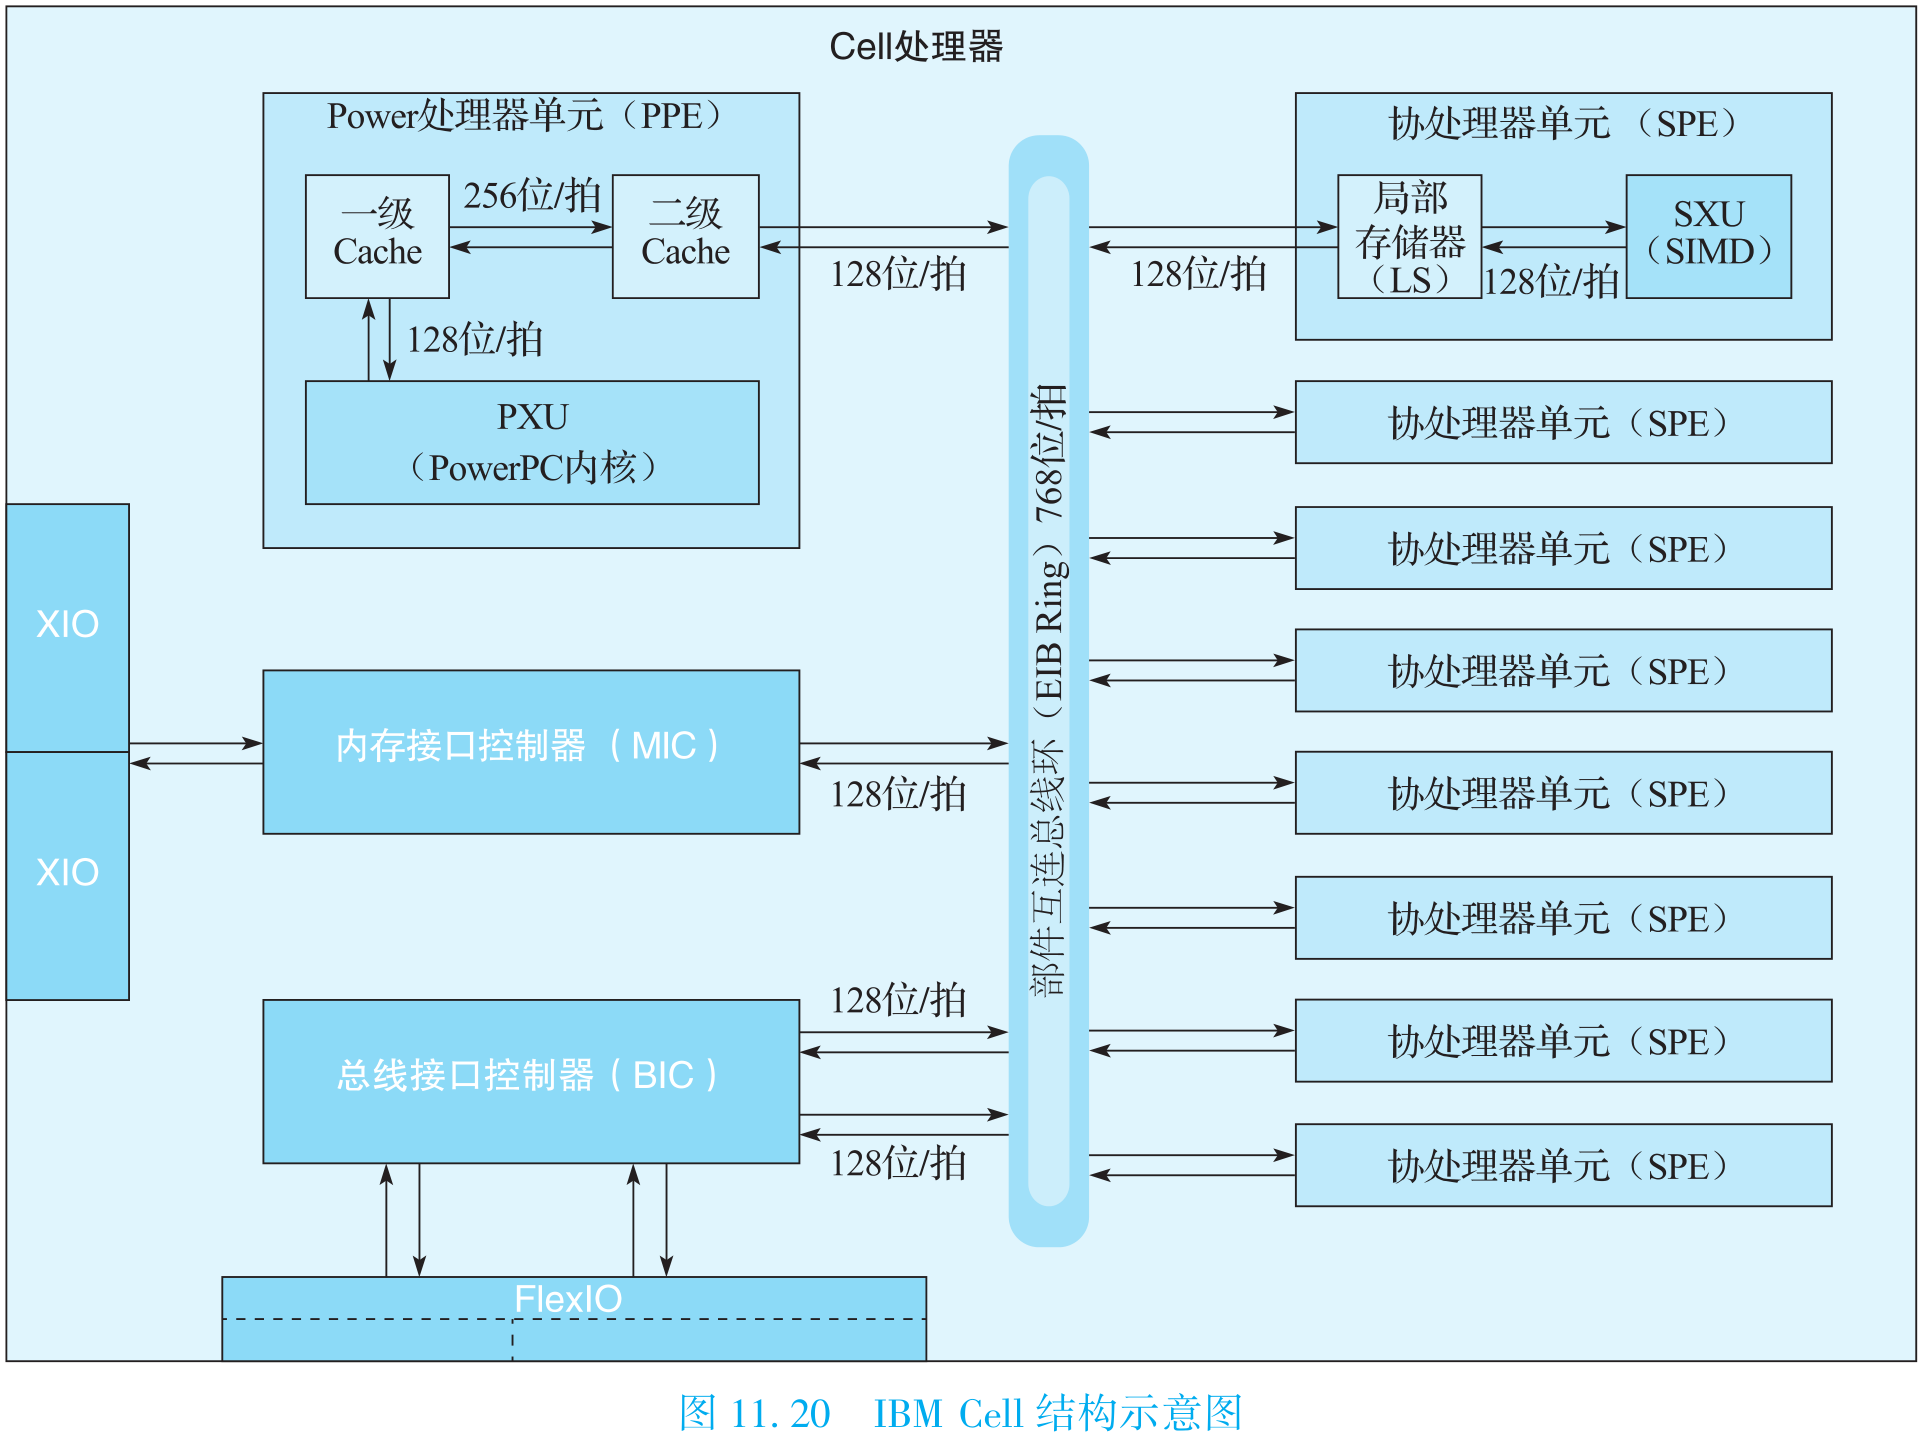 Cell处理器
Power处理器单元（PPE）
一级
Cache
256位/拍
二级
Cache
128位/拍
128位/拍
PXU
（PowerPC内核）
协处理器单元 （SPE）
128位/拍
局部
存储器
（LS）
128位/拍
SXU
（SIMD）
部件互连总线环（EIB Ring）768位/拍
协处理器单元（SPE）
协处理器单元（SPE）
协处理器单元（SPE）
协处理器单元（SPE）
协处理器单元（SPE）
协处理器单元（SPE）
协处理器单元（SPE）
XIO
XIO
内存接口控制器 （MIC）
128位/拍
总线接口控制器（BIC）
128位/拍
128位/拍
FlexIO
图 11.20 IBM Cell 结构示意图